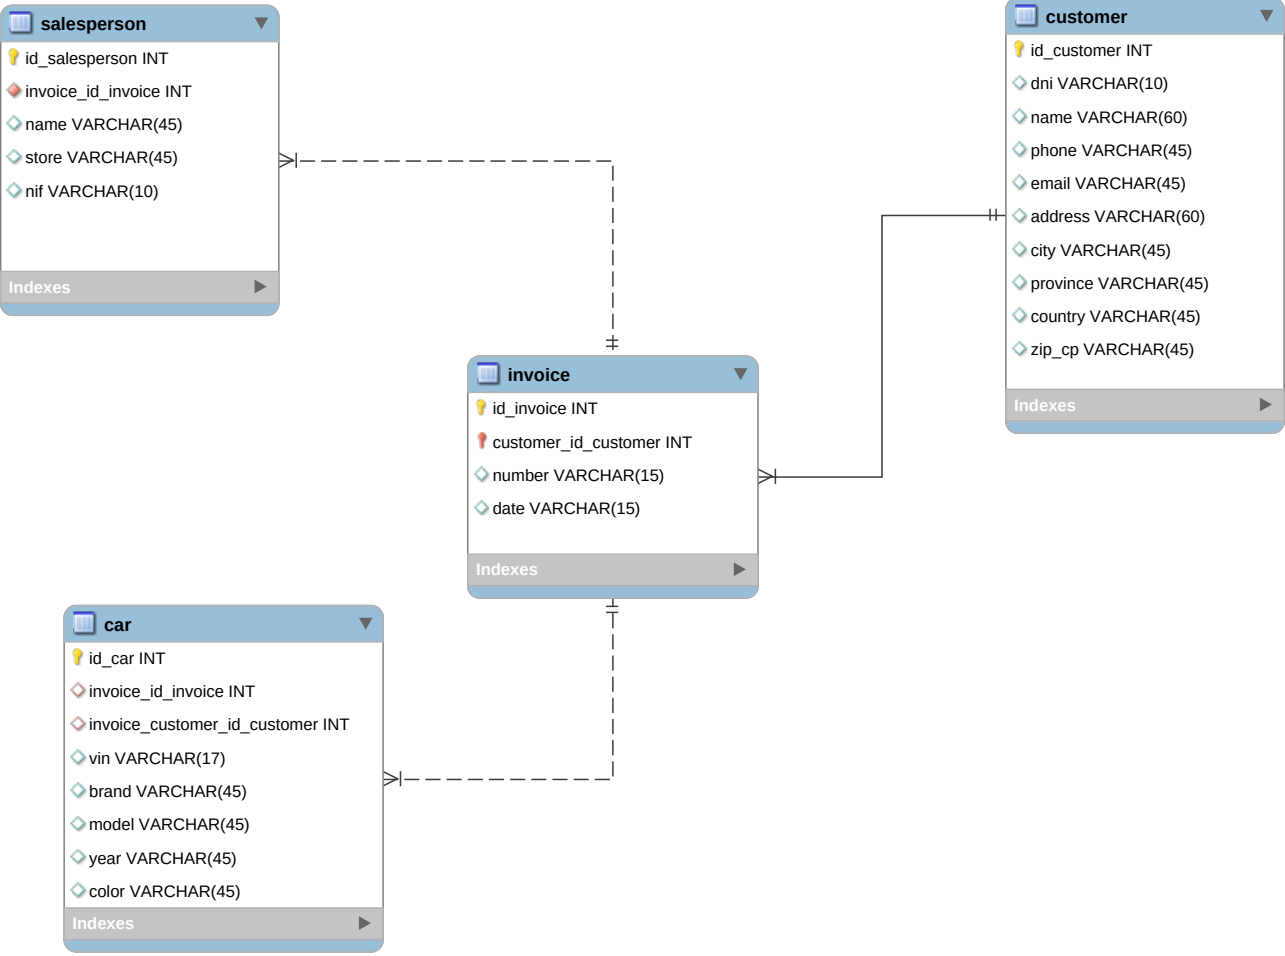 salesperson
id_salesperson INT
invoice_id_invoice INT
name VARCHAR(45)
store VARCHAR(45)
nif VARCHAR(10)
Indexes
customer
id_customer INT
dni VARCHAR(10)
name VARCHAR(60)
phone VARCHAR(45)
email VARCHAR(45)
address VARCHAR(60)
city VARCHAR(45)
province VARCHAR(45)
country VARCHAR(45)
zip_cp VARCHAR(45)
Indexes
invoice
id_invoice INT
customer_id_customer INT
number VARCHAR(15)
date VARCHAR(15)
Indexes
car
id_car INT
invoice_id_invoice INT
invoice_customer_id_customer INT
vin VARCHAR(17)
brand VARCHAR(45)
model VARCHAR(45)
year VARCHAR(45)
color VARCHAR(45)
Indexes